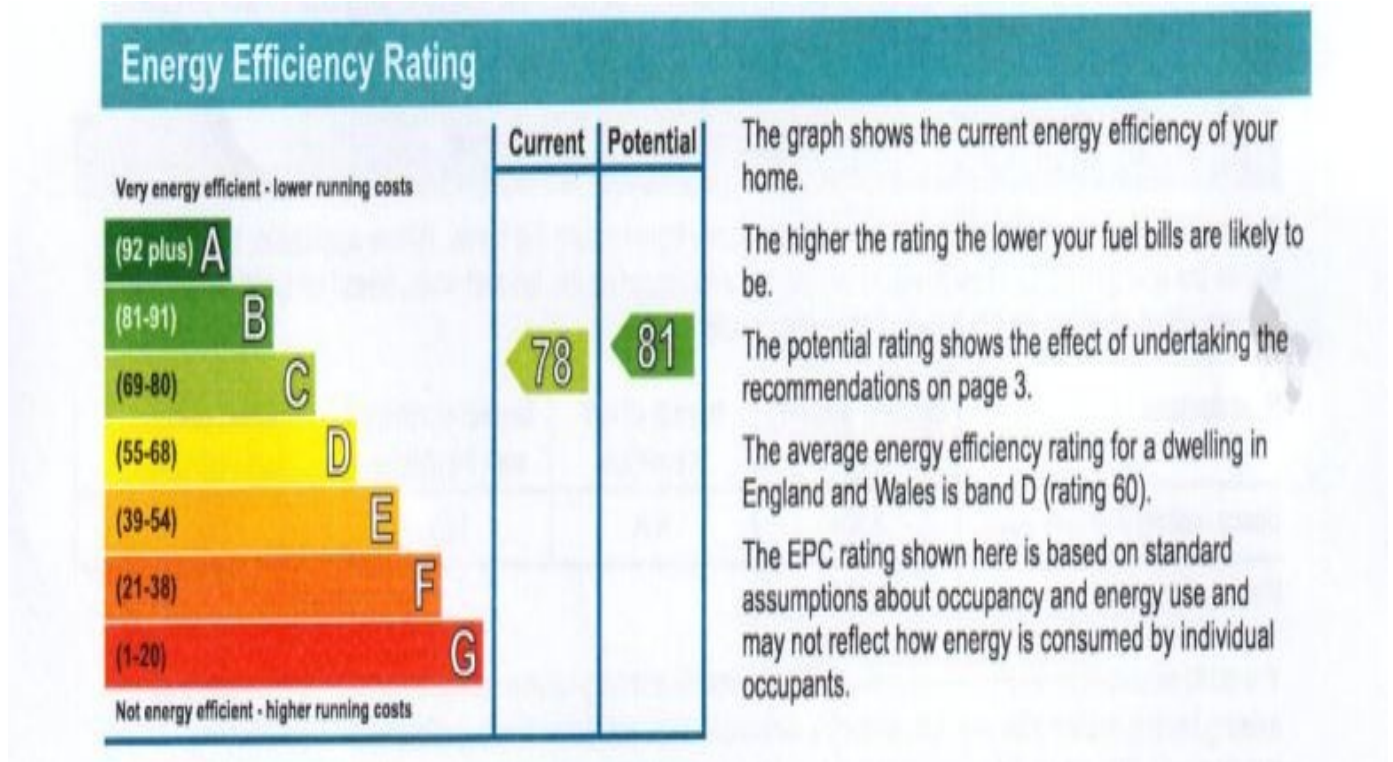 Energy Efficiency Rating
Current Potential
Very energy efficient - lower running costs
(92 plus) A
(81-91) B
(69-80) C
(55-68) D
(39-54) E
(21-38) F
(1-20) G
Not energy efficient - higher running costs
78
81
The graph shows the current energy efficiency of your
home.
The higher the rating the lower your fuel bills are likely to
be.
The potential rating shows the effect of undertaking the
recommendations on page 3.
The average energy efficiency rating for a dwelling in
England and Wales is band D (rating 60).
The EPC rating shown here is based on standard
assumptions about occupancy and energy use and
may not reflect how energy is consumed by individual
occupants.